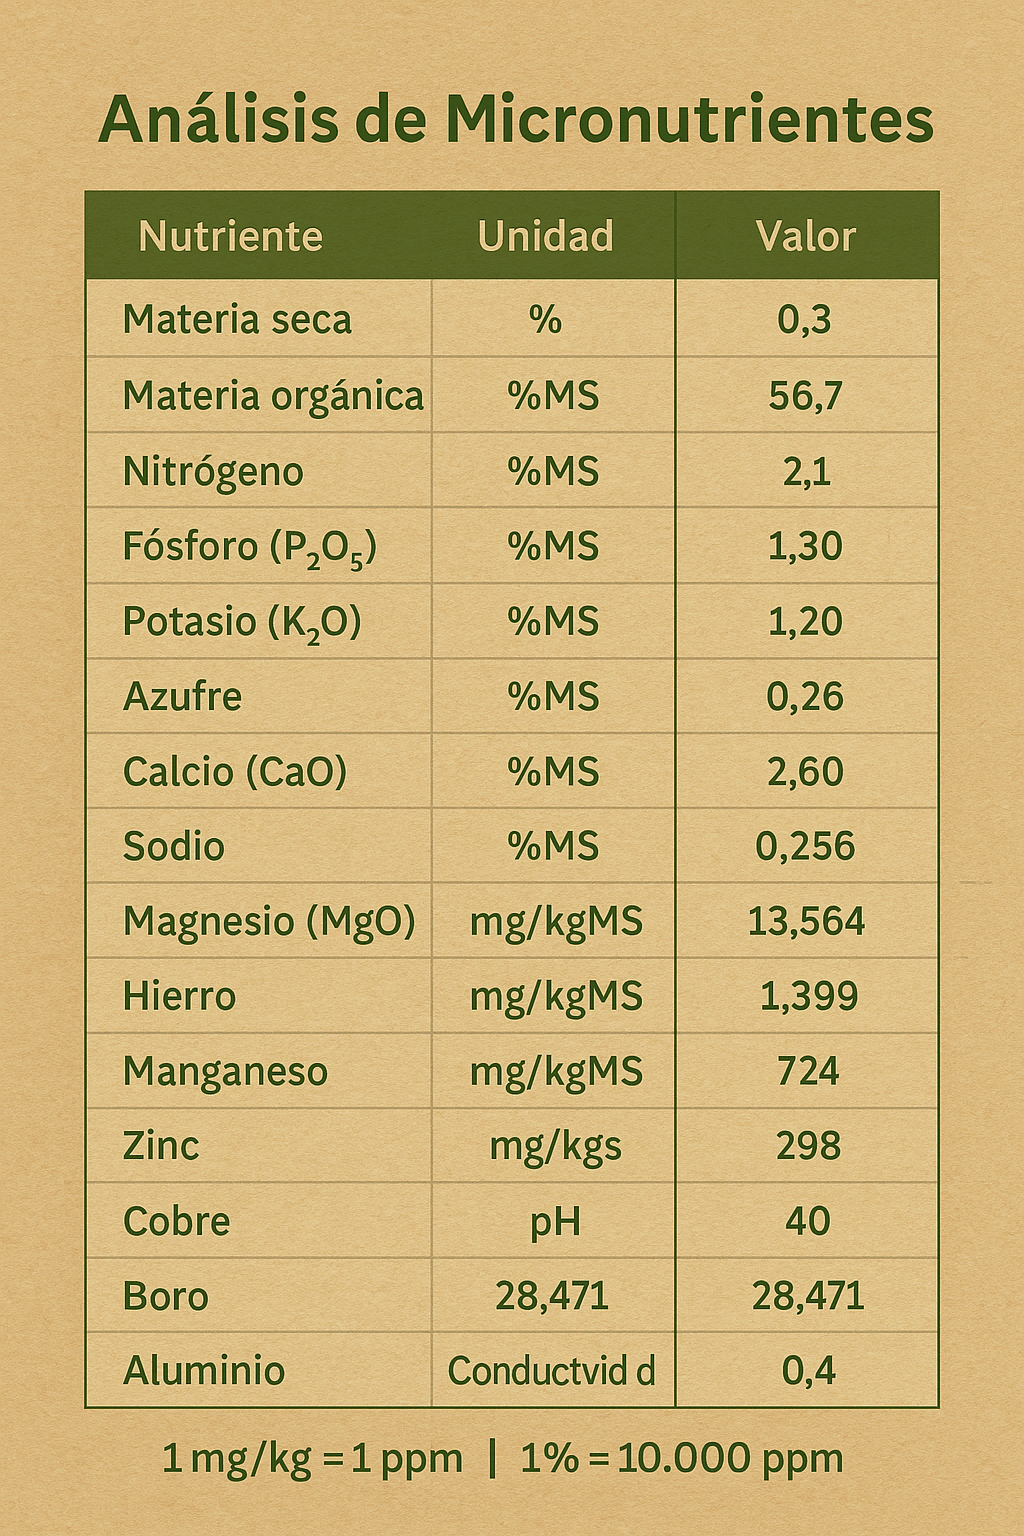 Análisis de Micronutrientes
Nutriente Unidad Valor
Materia seca % 0,3
Materia orgánica %MS 56,7
Nitrógeno %MS 2,1
Fósforo (P₂O₅) %MS 1,30
Potasio (K₂O) %MS 1,20
Azufre %MS 0,26
Calcio (CaO) %MS 2,60
Sodio %MS 0,256
Magnesio (MgO) mg/kgMS 13,564
Hierro mg/kgMS 1,399
Manganeso mg/kgMS 724
Zinc mg/kgs 298
Cobre pH 40
Boro 28,471 28,471
Aluminio Conductvid d 0,4
1 mg/kg = 1 ppm | 1% = 10.000 ppm